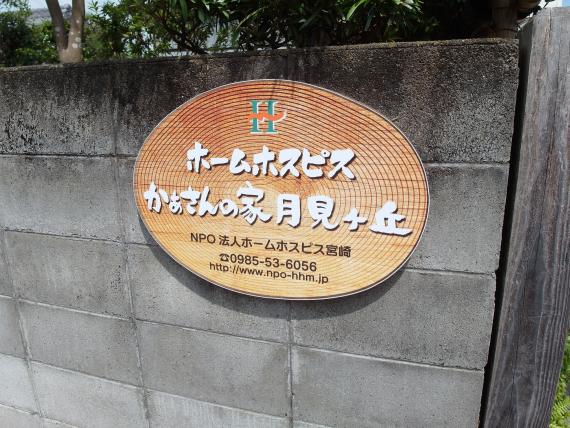 H
ホームホスピス
かあさんの家月見ヶ丘
NPO 法人ホームホスピス宮崎
☎0985-53-6056
http://www.npo-hhm.jp